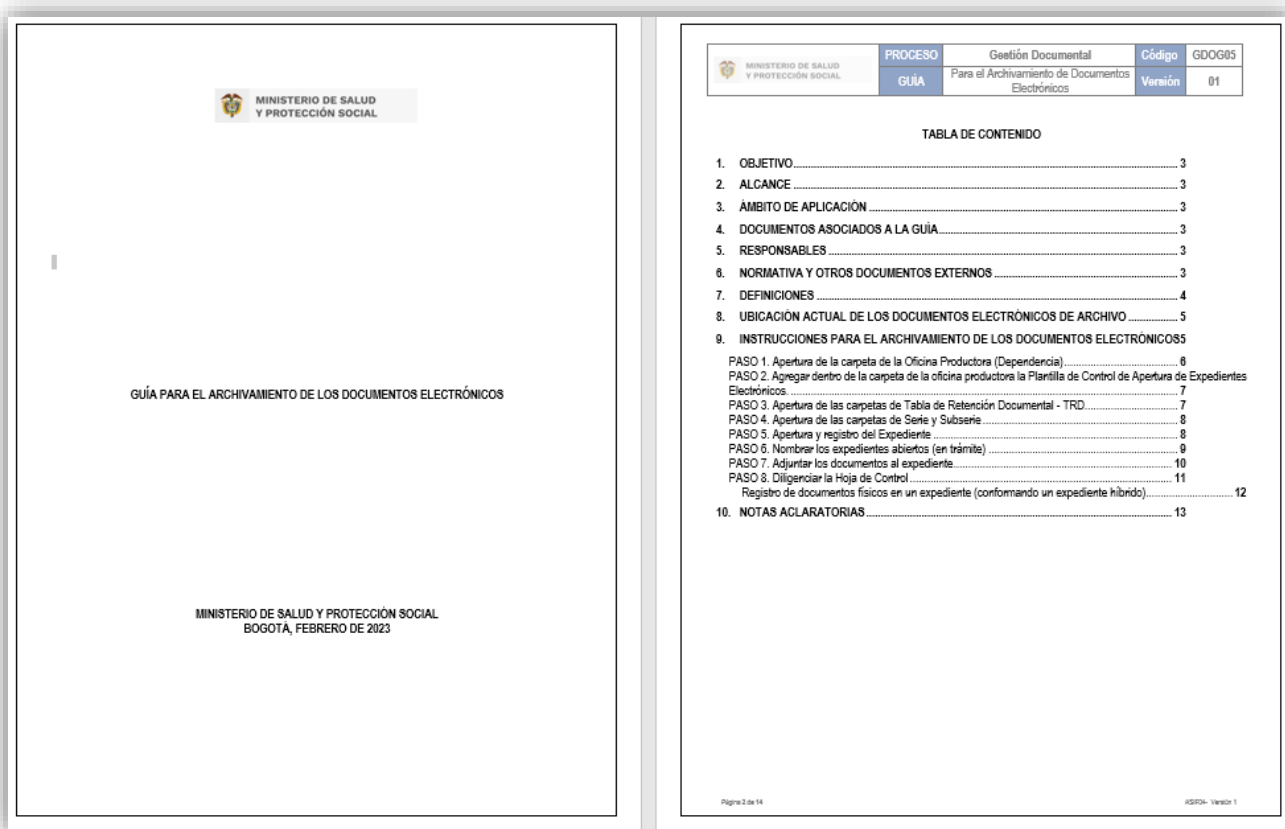 MINISTERIO DE SALUD
Y PROTECCIÓN SOCIAL
GUÍA PARA EL ARCHIVAMIENTO DE LOS DOCUMENTOS ELECTRÓNICOS
MINISTERIO DE SALUD Y PROTECCIÓN SOCIAL
BOGOTÁ, FEBRERO DE 2023
MINISTERIO DE SALUD
Y PROTECCIÓN SOCIAL
PROCESO Gestión Documental Código GDOG05
GUÍA Para el Archivamiento de Documentos
Electrónicos Versión 01
TABLA DE CONTENIDO
1. OBJETIVO 3
2. ALCANCE 3
3. ÁMBITO DE APLICACIÓN 3
4. DOCUMENTOS ASOCIADOS A LA GUÍA 3
5. RESPONSABLES 3
6. NORMATIVA Y OTROS DOCUMENTOS EXTERNOS 3
7. DEFINICIONES 4
8. UBICACIÓN ACTUAL DE LOS DOCUMENTOS ELECTRÓNICOS DE ARCHIVO 5
9. INSTRUCCIONES PARA EL ARCHIVAMIENTO DE LOS DOCUMENTOS ELECTRÓNICOS5
PASO 1. Apertura de la carpeta de la Oficina Productora (Dependencia) 6
PASO 2. Agregar dentro de la carpeta de la oficina productora la Plantilla de Control de Apertura de Expedientes
Electrónicos. 7
PASO 3. Apertura de las carpetas de Tabla de Retención Documental - TRD 7
PASO 4. Apertura de las carpetas de Serie y Subserie 8
PASO 5. Apertura y registro del Expediente 8
PASO 6. Nombrar los expedientes abiertos (en trámite) 9
PASO 7. Adjuntar los documentos al expediente 10
PASO 8. Diligenciar la Hoja de Control 11
Registro de documentos físicos en un expediente (conformando un expediente híbrido) 12
10. NOTAS ACLARATORIAS 13
Página 2 de 14 ASIF04- Versión 1